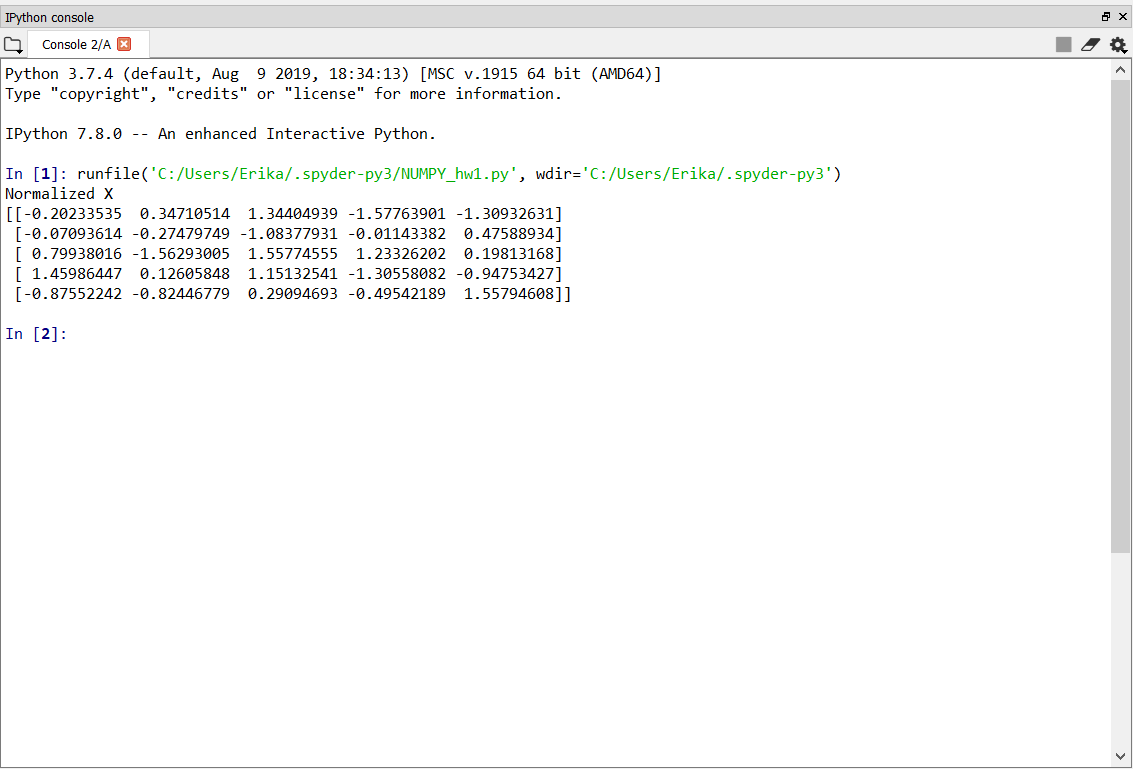 IPython console
Console 2/A
Python 3.7.4 (default, Aug  9 2019, 18:34:13) [MSC v.1915 64 bit (AMD64)]
Type "copyright", "credits" or "license" for more information.
IPython 7.8.0 -- An enhanced Interactive Python.
In [1]: runfile('C:/Users/Erika/.spyder-py3/NUMPY_hw1.py', wdir='C:/Users/Erika/.spyder-py3')
Normalized X
[[-0.20233535  0.34710514  1.34404939 -1.57763901 -1.30932631]
 [-0.07093614 -0.27479749 -1.08377931 -0.01143382  0.47588934]
 [ 0.79938016 -1.56293005  1.55774555  1.23326202  0.19813168]
 [ 1.45986447  0.12605848  1.15132541 -1.30558082 -0.94753427]
 [-0.87552242 -0.82446779  0.29094693 -0.49542189  1.55794608]]
In [2]: